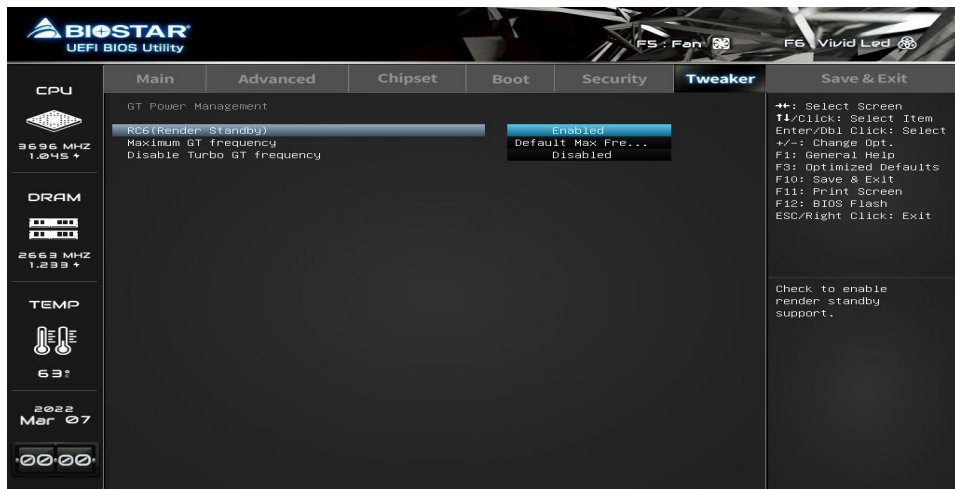 BIOSTAR®
UEFI BIOS Utility
F5 : Fan
F6 Vivid Led
CPU
3696 MHZ
1.045
DRAM
2663 MHZ
1.233
TEMP
63°
2022
Mar 07
00:00
Main Advanced Chipset Boot Security Tweaker Save & Exit
GT Power Management
RC6(Render Standby) Enabled
Maximum GT frequency Default Max Fre...
Disable Turbo GT frequency Disabled
→←: Select Screen
↑↓/Click: Select Item
Enter/Dbl Click: Select
+/-: Change Opt.
F1: General Help
F3: Optimized Defaults
F10: Save & Exit
F11: Print Screen
F12: BIOS Flash
ESC/Right Click: Exit
Check to enable
render standby
support.